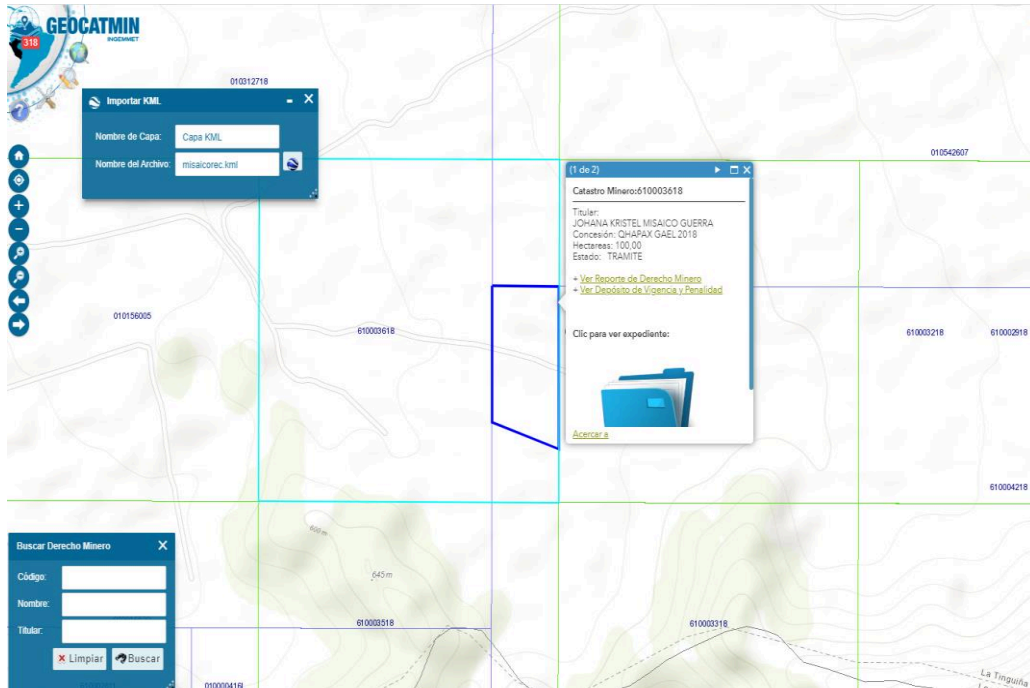 GEOCATMIN
INGEMMET
318
010312718
Importar KML
Nombre de Capa: Capa KML
Nombre del Archivo: misaicorec.kml
010542607
(1 de 2)
Catastro Minero:610003618
Titular:
JOHANA KRISTEL MISAICO GUERRA
Concesión: QHAPAX GAEL 2018
Hectareas: 100,00
Estado: TRAMITE
+ Ver Reporte de Derecho Minero
+ Ver Depósito de Vigencia y Penalidad
Clic para ver expediente:
Acercar a
010156005
610003618
610003218
610002918
610004218
600 m
645 m
Buscar Derecho Minero
Código:
Nombre:
Titular:
Limpiar
Buscar
610003518
610003318
La Tinguiña
010000416